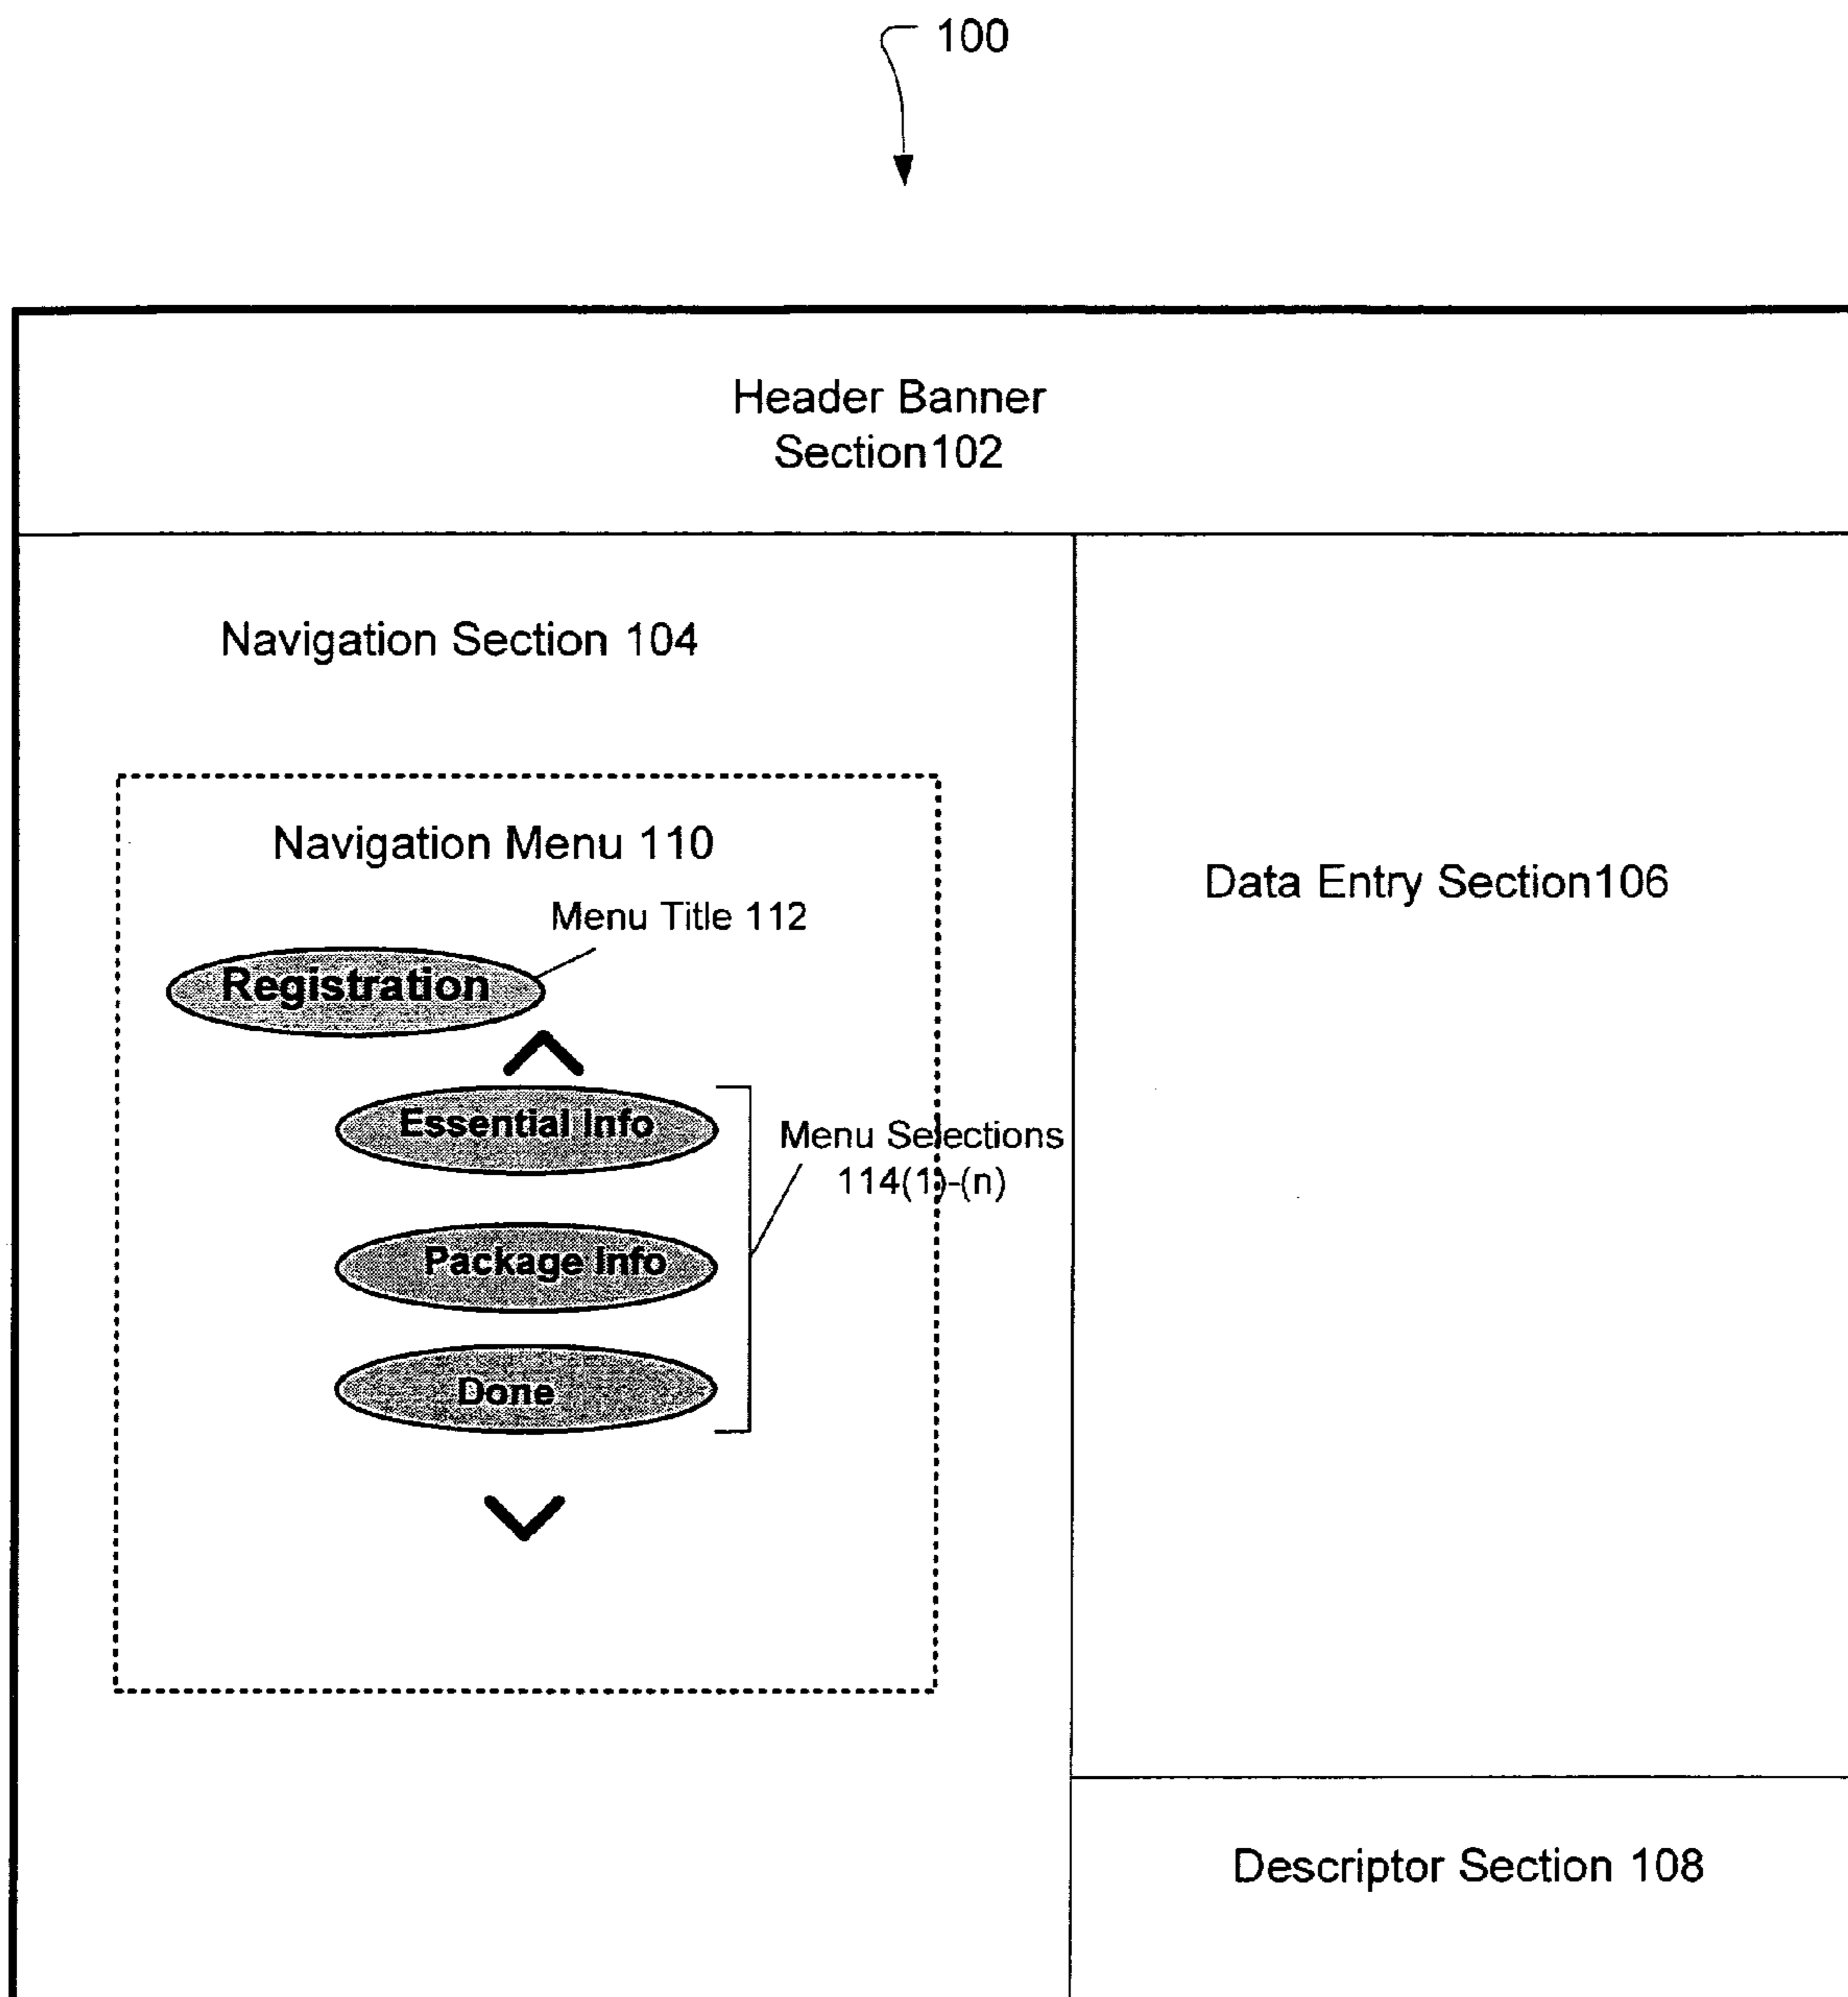 100
Header Banner
Section102
Navigation Section 104
Navigation Menu 110
Menu Title 112
Registration
Essential Info
Menu Selections
114(1)-(n)
Package Info
Done
Data Entry Section106
Descriptor Section 108